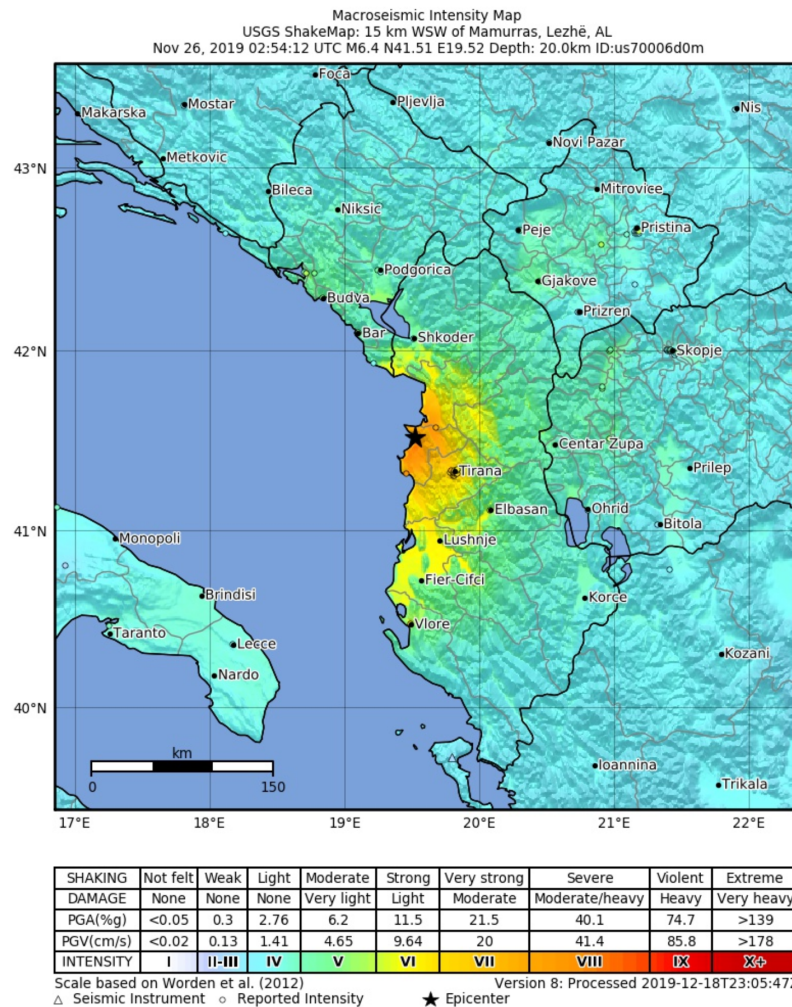 Macroseismic Intensity Map
USGS ShakeMap: 15 km WSW of Mamurras, Lezhë, AL
Nov 26, 2019 02:54:12 UTC M6.4 N41.51 E19.52 Depth: 20.0km ID:us70006d0m
Foca
Pljevlja
Makarska
Mostar
Nis
Novi Pazar
Metkovic
43°N
Bileca
Mitrovice
Niksic
Peje
Pristina
Podgorica
Gjakove
Budva
Prizren
Bar
Shkoder
42°N
Skopje
Centar Zupa
Tirana
Prilep
Elbasan
Ohrid
41°N
Bitola
Monopoli
Lushnje
Fier-Cifci
Brindisi
Korce
Vlore
Taranto
Lecce
Kozani
Nardo
40°N
km
0 150
Ioannina
Trikala
17°E 18°E 19°E 20°E 21°E 22°E
SHAKING Not felt Weak Light Moderate Strong Very strong Severe Violent Extreme
DAMAGE None None None Very light Light Moderate Moderate/heavy Heavy Very heavy
PGA(%g) <0.05 0.3 2.76 6.2 11.5 21.5 40.1 74.7 >139
PGV(cm/s) <0.02 0.13 1.41 4.65 9.64 20 41.4 85.8 >178
INTENSITY I II-III IV V VI VII VIII IX X+
Scale based on Worden et al. (2012) Version 8: Processed 2019-12-18T23:05:47Z
△ Seismic Instrument ○ Reported Intensity ★ Epicenter